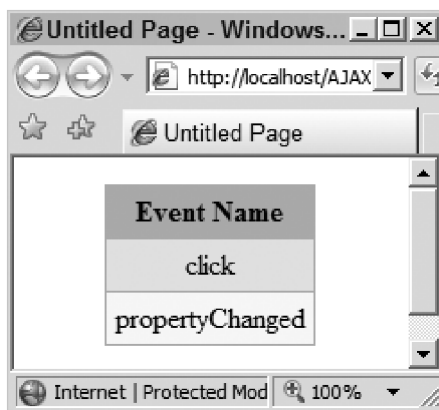 Untitled Page - Windows...
http://localhost/AJAX
Untitled Page
Event Name
click
propertyChanged
Internet | Protected Mod
100%